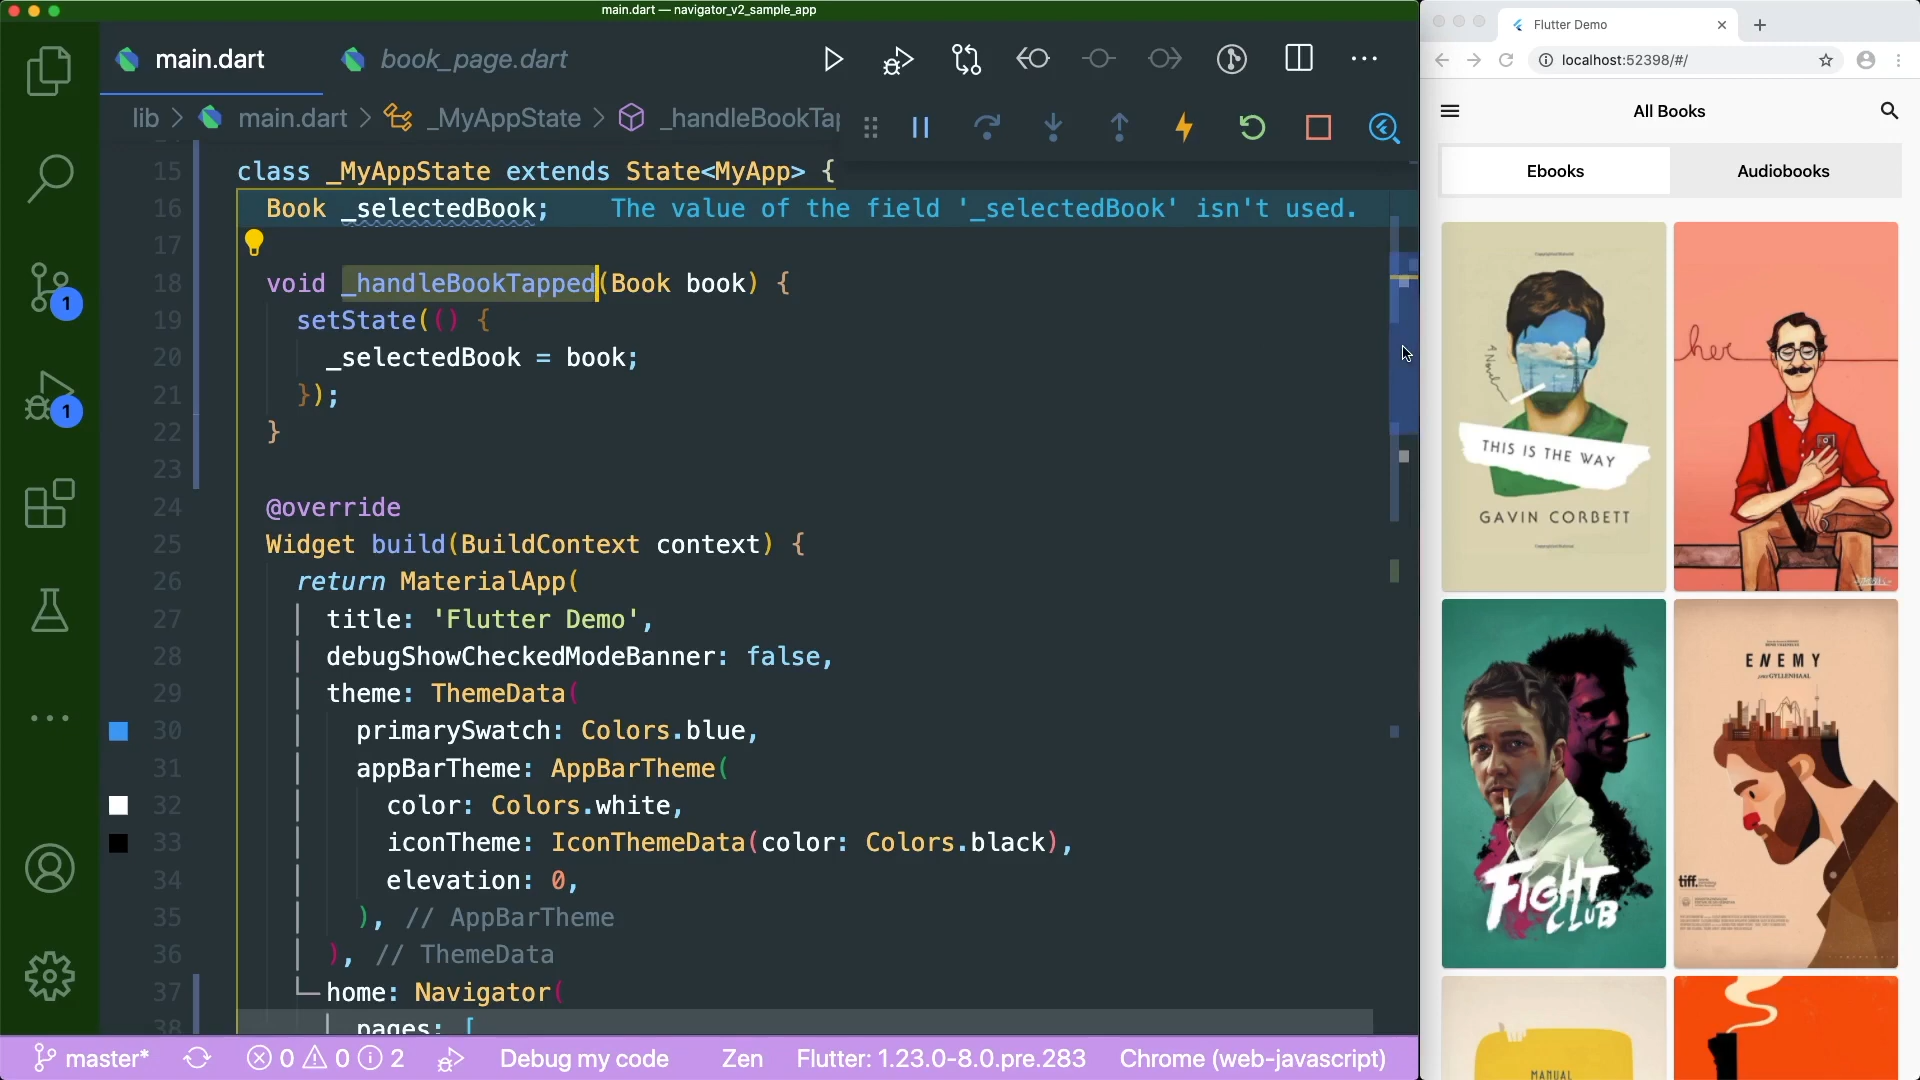 main.dart — navigator_v2_sample_app
main.dart
book_page.dart
lib > main.dart > _MyAppState > _handleBookTap
15 class _MyAppState extends State<MyApp> {
16 Book _selectedBook; The value of the field '_selectedBook' isn't used.
17
18 void _handleBookTapped(Book book) {
19 setState(() {
20 _selectedBook = book;
21 });
22 }
23
24 @override
25 Widget build(BuildContext context) {
26 return MaterialApp(
27 title: 'Flutter Demo',
28 debugShowCheckedModeBanner: false,
29 theme: ThemeData(
30 primarySwatch: Colors.blue,
31 appBarTheme: AppBarTheme(
32 color: Colors.white,
33 iconTheme: IconThemeData(color: Colors.black),
34 elevation: 0,
35 ), // AppBarTheme
36 ), // ThemeData
37 home: Navigator(
38 pages: [
1
1
master* 0 0 2 Debug my code Zen Flutter: 1.23.0-8.0.pre.283 Chrome (web-javascript)
Flutter Demo
localhost:52398/#/
All Books
Ebooks Audiobooks
A Novel
THIS IS THE WAY
GAVIN CORBETT
her
FIGHT
CLUB
ENEMY
GYLLENHAAL
tiff.
MANUAL